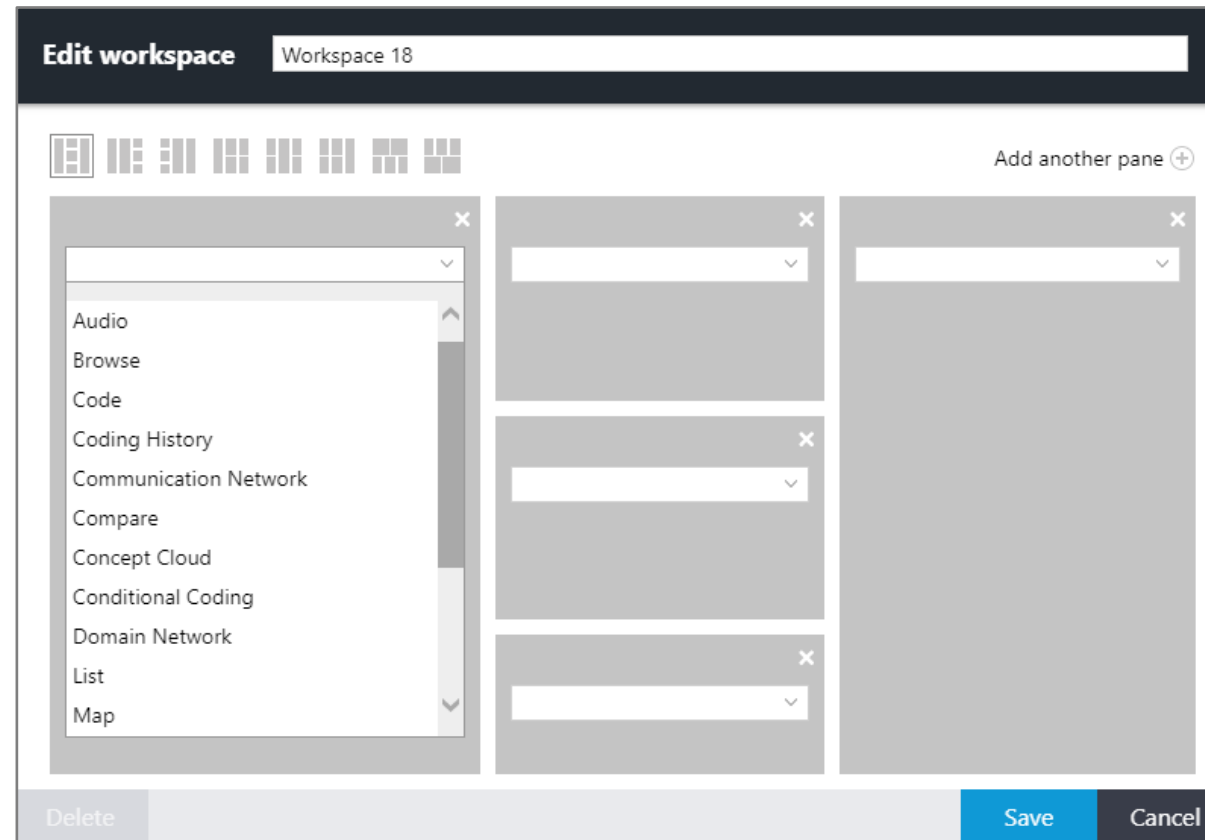 Edit workspace
Workspace 18
Add another pane
Audio
Browse
Code
Coding History
Communication Network
Compare
Concept Cloud
Conditional Coding
Domain Network
List
Map
Delete
Save
Cancel